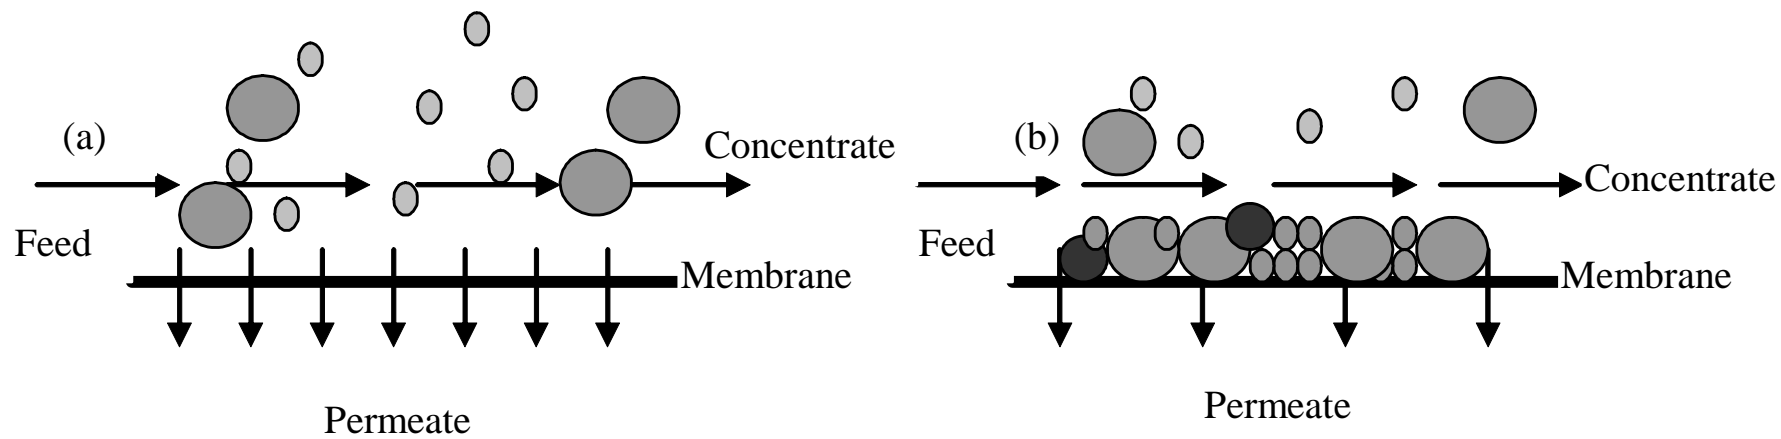 (a)
Concentrate
Feed
Membrane
Permeate
(b)
Concentrate
Feed
Membrane
Permeate